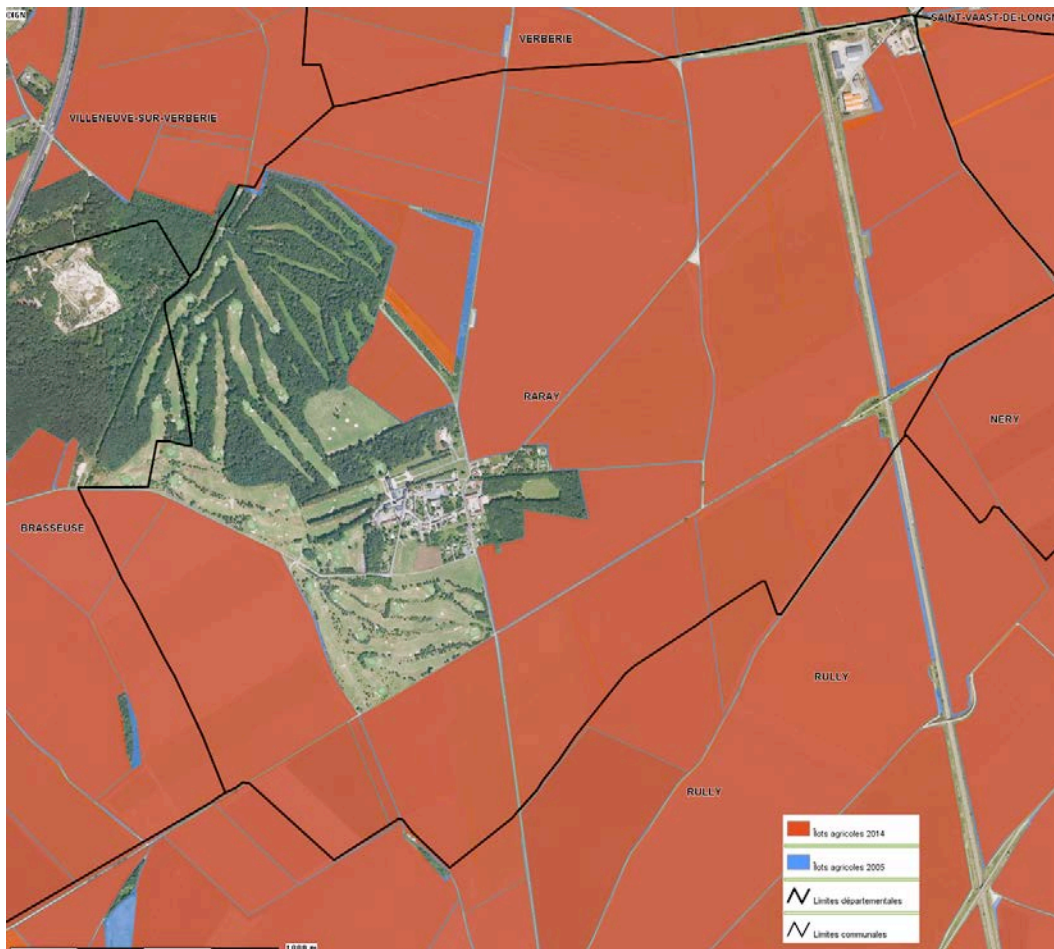 SAINT-VAAST-DE-LONGM
VERBERIE
VILLENEUVE-SUR-VERBERIE
RARAY
NERY
BRASSEUSE
RULLY
RULLY
Îlots agricoles 2014
Îlots agricoles 2005
Limites départementales
Limites communales